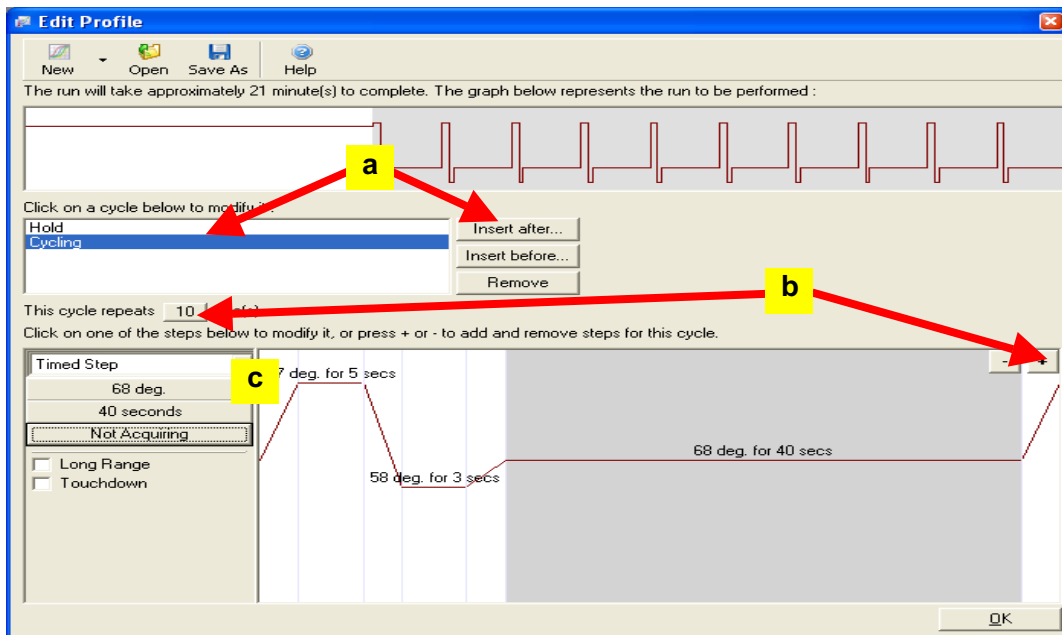 Edit Profile
New Open Save As Help
The run will take approximately 21 minute(s) to complete. The graph below represents the run to be performed :
a
Click on a cycle below to modify it :
Hold
Cycling
Insert after...
Insert before...
Remove
b
This cycle repeats 10
Click on one of the steps below to modify it, or press + or - to add and remove steps for this cycle.
Timed Step
- +
c
deg. for 5 secs
68 deg.
40 seconds
Not Acquiring
68 deg. for 40 secs
Long Range
58 deg. for 3 secs
Touchdown
OK